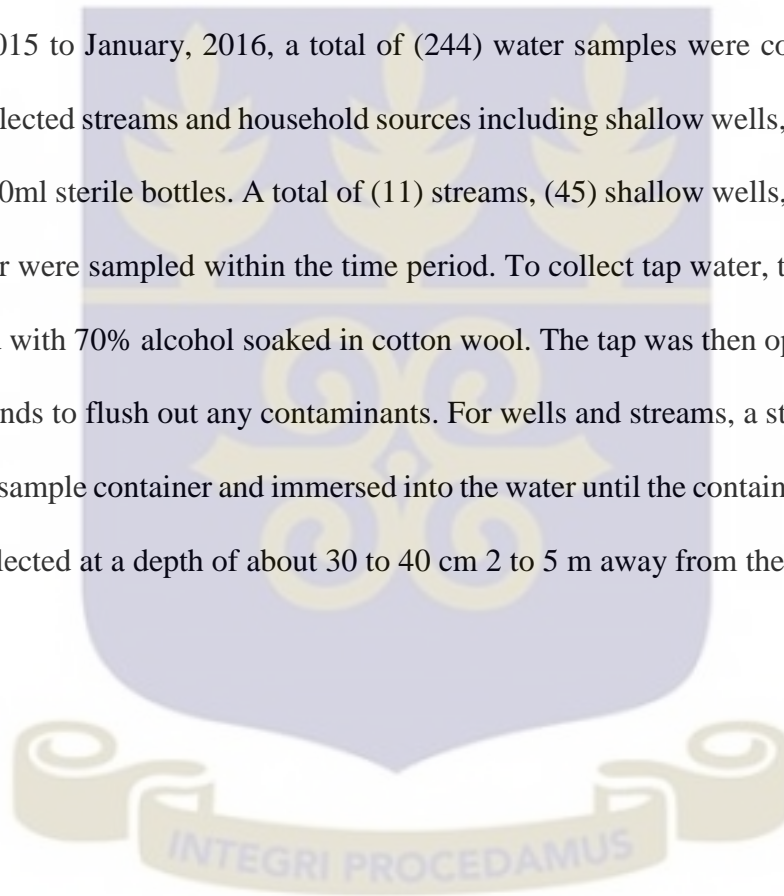 015 to January, 2016, a total of (244) water samples were co
lected streams and household sources including shallow wells,
0ml sterile bottles. A total of (11) streams, (45) shallow wells,
r were sampled within the time period. To collect tap water, t
with 70% alcohol soaked in cotton wool. The tap was then op
nds to flush out any contaminants. For wells and streams, a st
sample container and immersed into the water until the contain
lected at a depth of about 30 to 40 cm 2 to 5 m away from the
INTEGRI PROCEDAMUS